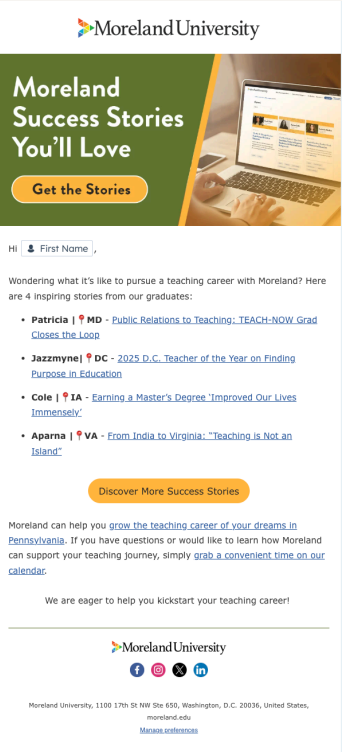 Moreland University
Moreland
Success Stories
You'll Love
Get the Stories
Hi First Name,
Wondering what it's like to pursue a teaching career with Moreland? Here
are 4 inspiring stories from our graduates:
• Patricia | 📍MD - Public Relations to Teaching: TEACH-NOW Grad
Closes the Loop
• Jazzmyne| 📍DC - 2025 D.C. Teacher of the Year on Finding
Purpose in Education
• Cole | 📍IA - Earning a Master's Degree 'Improved Our Lives
Immensely'
• Aparna | 📍VA - From India to Virginia: "Teaching is Not an
Island"
Discover More Success Stories
Moreland can help you grow the teaching career of your dreams in
Pennsylvania. If you have questions or would like to learn how Moreland
can support your teaching journey, simply grab a convenient time on our
calendar.
We are eager to help you kickstart your teaching career!
Moreland University
Moreland University, 1100 17th St NW Ste 650, Washington, D.C. 20036, United States,
moreland.edu
Manage preferences